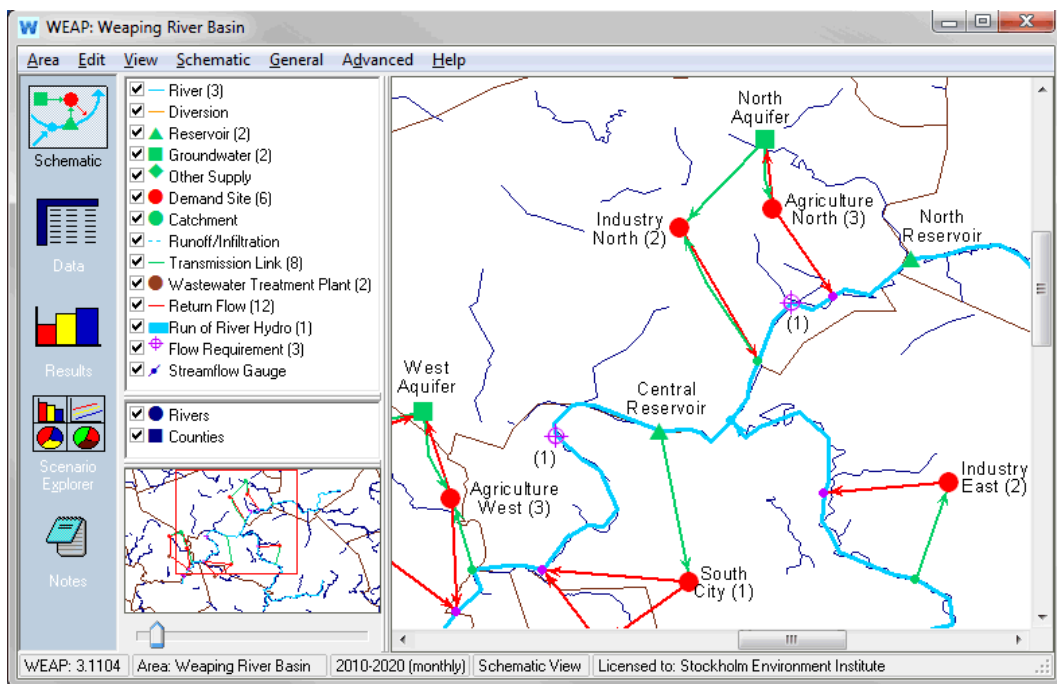 WEAP: Weaping River Basin
Area Edit View Schematic General Advanced Help
Schematic
Data
Results
Scenario
Explorer
Notes
River (3)
Diversion
Reservoir (2)
Groundwater (2)
Other Supply
Demand Site (6)
Catchment
Runoff/Infiltration
Transmission Link (8)
Wastewater Treatment Plant (2)
Return Flow (12)
Run of River Hydro (1)
Flow Requirement (3)
Streamflow Gauge
Rivers
Counties
North
Aquifer
Agriculture
North (3)
Industry
North (2)
North
Reservoir
(1)
West
Aquifer
Central
Reservoir
(1)
Agriculture
West (3)
Industry
East (2)
South
City (1)
WEAP: 3.1104 Area: Weaping River Basin 2010-2020 (monthly) Schematic View Licensed to: Stockholm Environment Institute